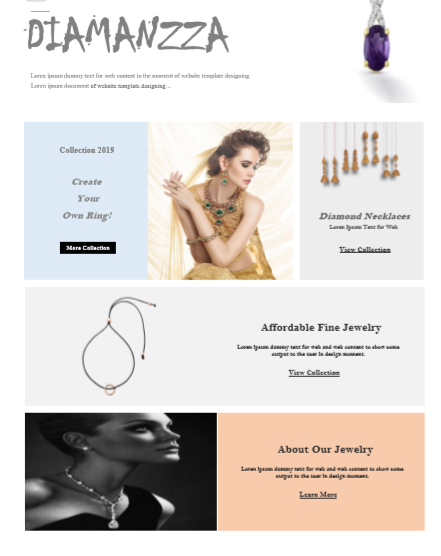 DIAMANZZA
Lorem ipsum dummy text for web content in the moment of website template designing
Lorem ipsum document of website template designing...
Collection 2019
Create
Your
Own Ring!
More Collection
Diamond Necklaces
Lorem Ipsum Text for Web
View Collection
Affordable Fine Jewelry
Lorem Ipsum dummy text for web and web content to show some
output to the user in design moment.
View Collection
About Our Jewelry
Lorem Ipsum dummy text for web and web content to show some
output to the user in design moment.
Learn More